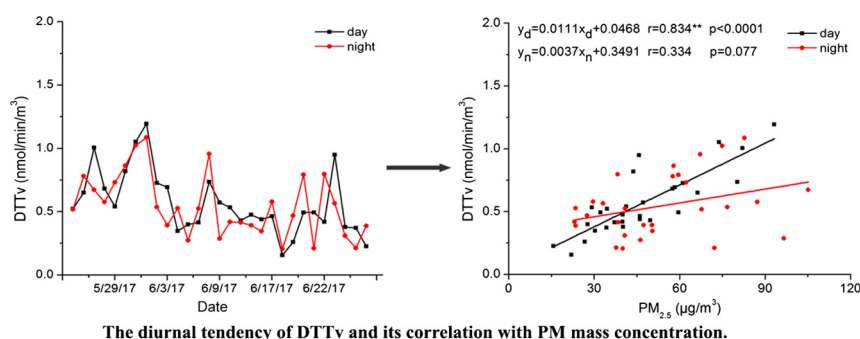 day
night
2.0
1.5
1.0
0.5
0.0
DTTv (nmol/min/m³)
5/29/17 6/3/17 6/9/17 6/17/17 6/22/17
Date
y_d=0.0111x_d+0.0468 r=0.834** p<0.0001
y_n=0.0037x_n+0.3491 r=0.334 p=0.077
day
night
2.0
1.5
1.0
0.5
0.0
DTTv (nmol/min/m³)
0 30 60 90 120
PM₂.₅ (µg/m³)
The diurnal tendency of DTTv and its correlation with PM mass concentration.